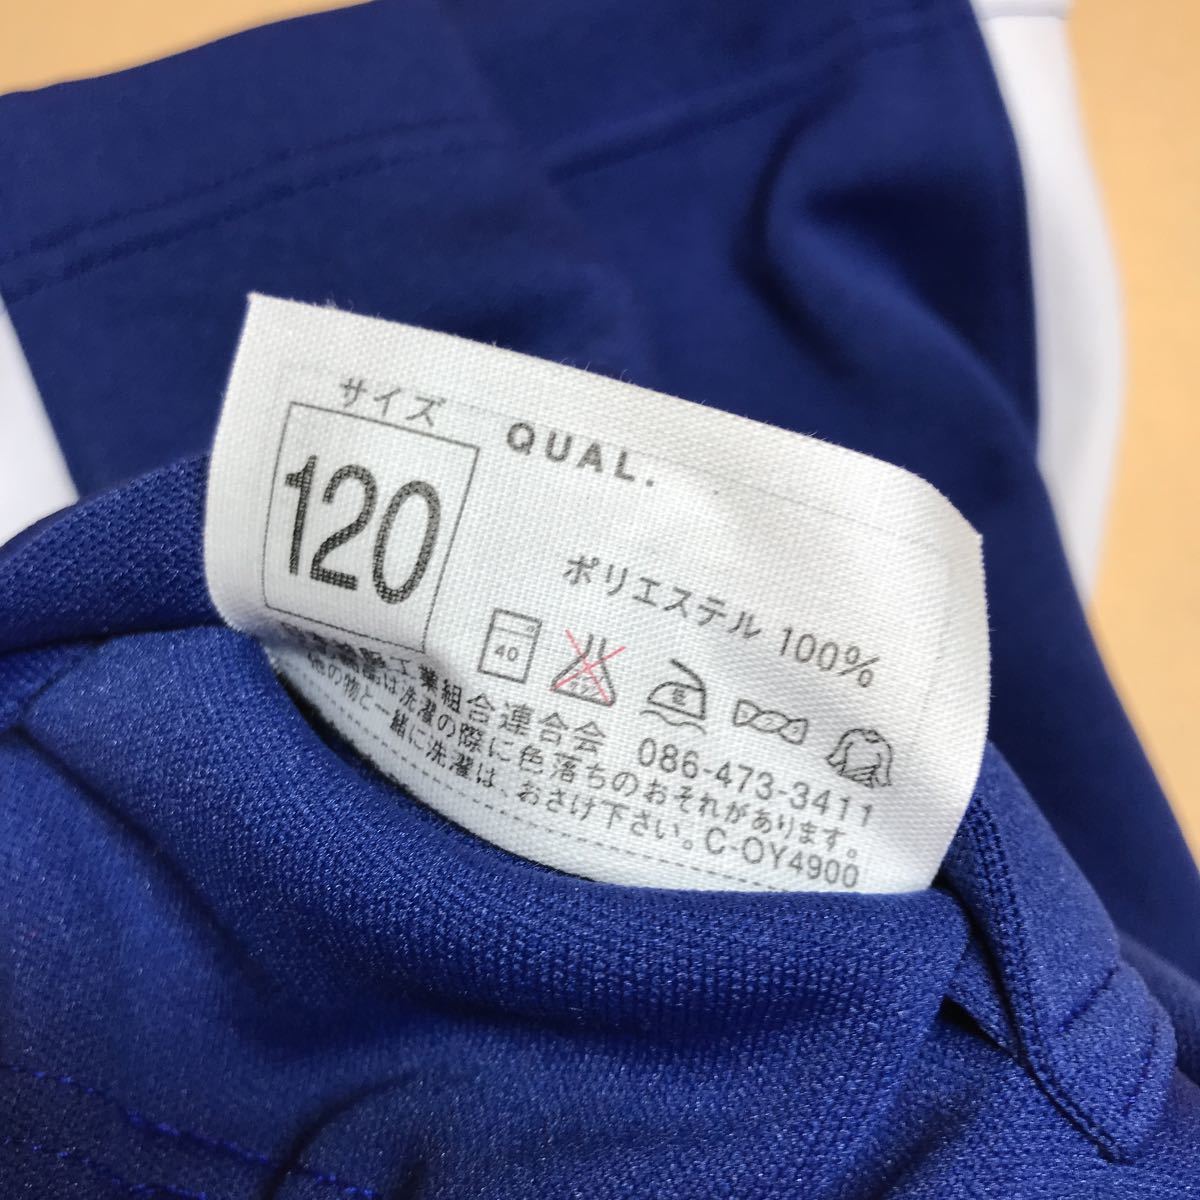 サイズ
120
QUAL.
ポリエステル 100%
40
工業組合連合会 086-473-3411
は洗濯の際に色落ちのおそれがあります。
他の物と一緒に洗濯は、おさけ下さい。C-OY4900